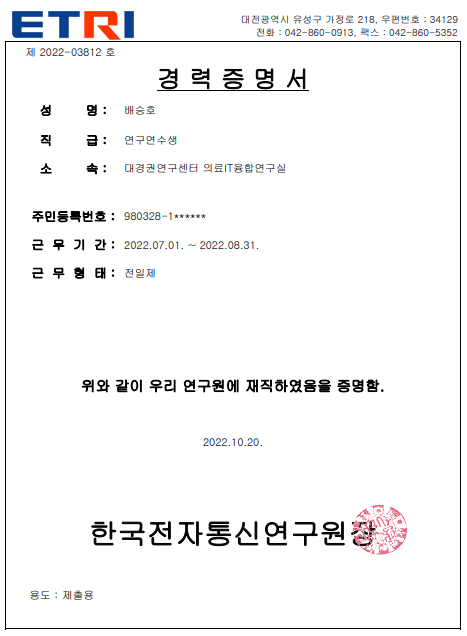 ETRI
대전광역시 유성구 가정로 218, 우편번호 : 34129
전화 : 042-860-0913, 팩스 : 042-860-5352
제 2022-03812 호
경 력 증 명 서
성 명 : 배승호
직 급 : 연구연수생
소 속 : 대경권연구센터 의료IT융합연구실
주민등록번호 : 980328-1******
근 무 기 간 : 2022.07.01. ~ 2022.08.31.
근 무 형 태 : 전일제
위와 같이 우리 연구원에 재직하였음을 증명함.
2022.10.20.
한국전자통신연구원장
용도 : 제출용